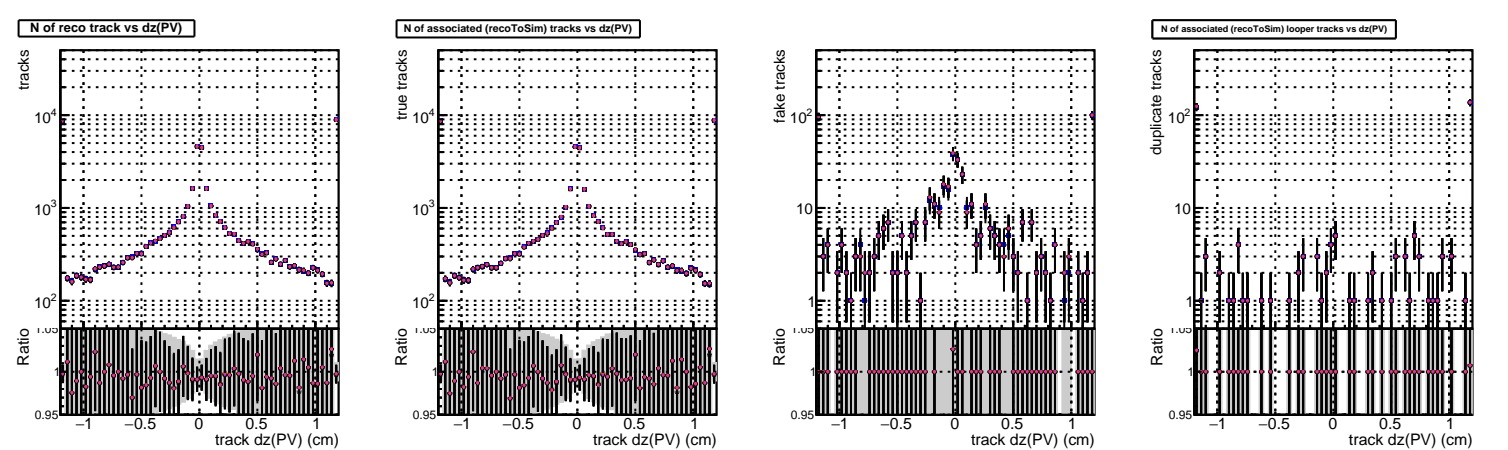 N of reco track vs dz(PV)
tracks
10⁴
10³
10²
1.05
Ratio
1
0.95
−1 −0.5 0 0.5 1
track dz(PV) (cm)
N of associated (recoToSim) tracks vs dz(PV)
true tracks
10⁴
10³
10²
1.05
Ratio
1
0.95
−1 −0.5 0 0.5 1
track dz(PV) (cm)
fake tracks
10²
10
1
1.05
Ratio
1
0.95
−1 −0.5 0 0.5 1
track dz(PV) (cm)
N of associated (recoToSim) looper tracks vs dz(PV)
duplicate tracks
10²
10
1
1.05
Ratio
1
0.95
−1 −0.5 0 0.5 1
track dz(PV) (cm)